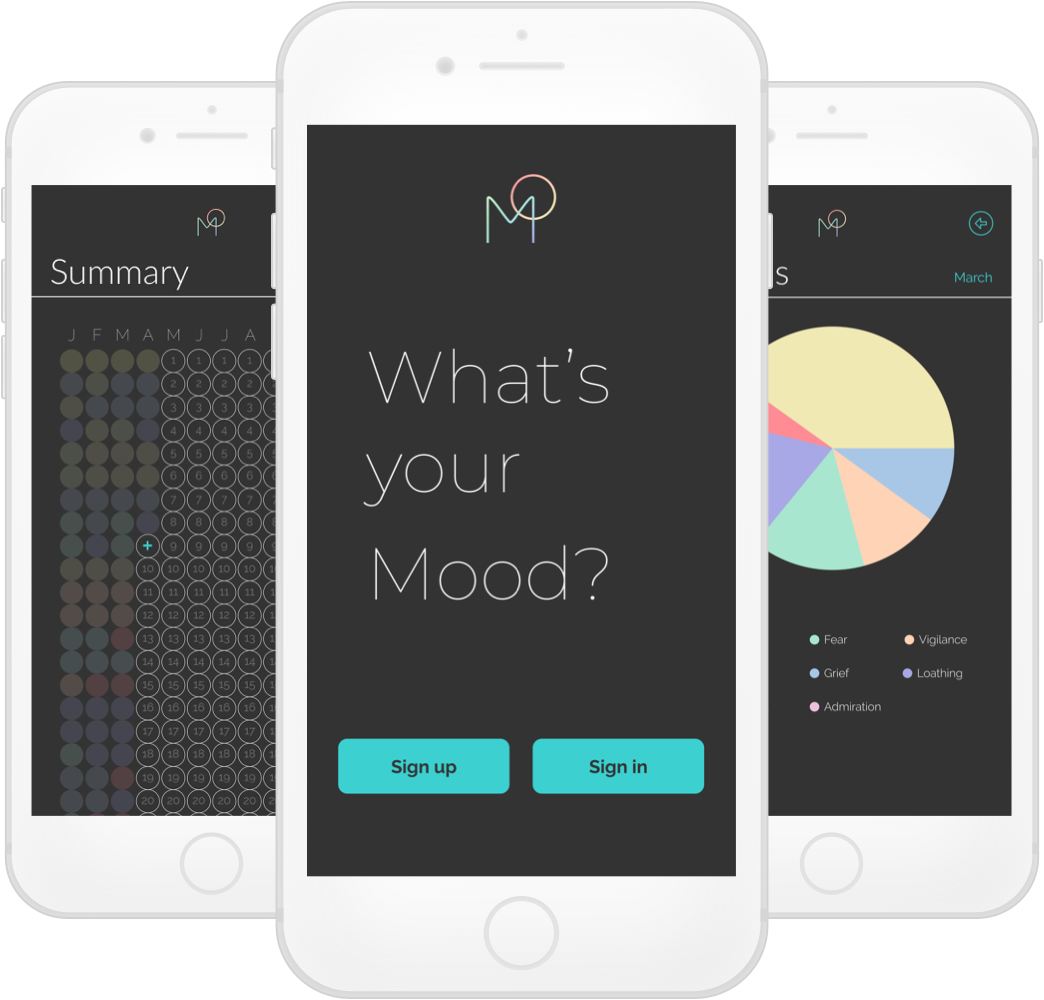 Summary
J F M A M J J A
1 1 1 1
2 2 2 2
3 3 3 3
4 4 4 4
5 5 5 5
6 6 6 6
7 7 7 7
8 8 8 8
+ 9 9 9 9
10 10 10 10 10
11 11 11 11 11
12 12 12 12 12
13 13 13 13 13
14 14 14 14 14
15 15 15 15 15
16 16 16 16 16
17 17 17 17 17
18 18 18 18 18
19 19 19 19 19
20 20 20 20 20
What's
your
Mood?
Sign up Sign in
s
March
Fear Vigilance
Grief Loathing
Admiration